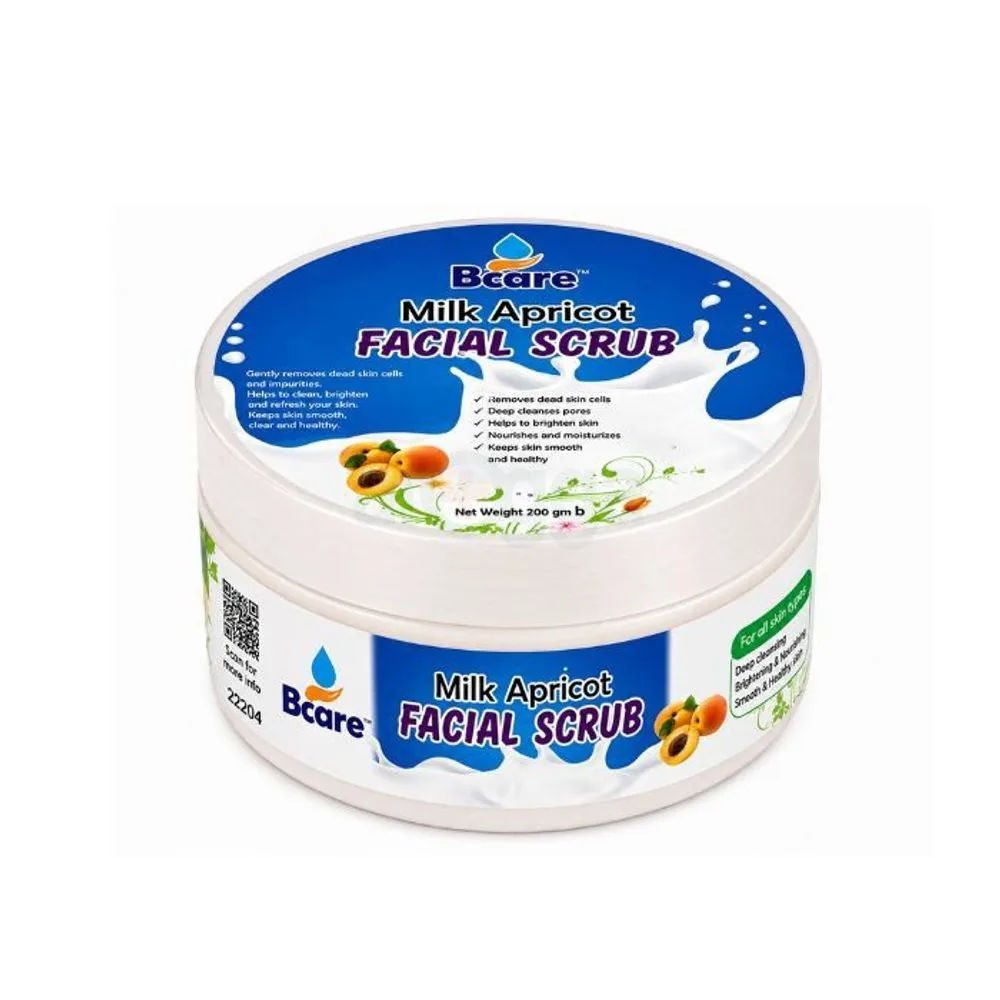 Bcare™
Milk Apricot
FACIAL SCRUB
Gently removes dead skin cells
and impurities.
Helps to clean, brighten
and refresh your skin.
Keeps skin smooth,
clear and healthy.
✓ Removes dead skin cells
✓ Deep cleanses pores
✓ Helps to brighten skin
✓ Nourishes and moisturizes
✓ Keeps skin smooth
and healthy
Net Weight 200 gm b
Scan for
more info
22204
Bcare™
Milk Apricot
FACIAL SCRUB
For all skin types
Deep cleansing
Brightening & Nourishing
Smooth & Healthy skin